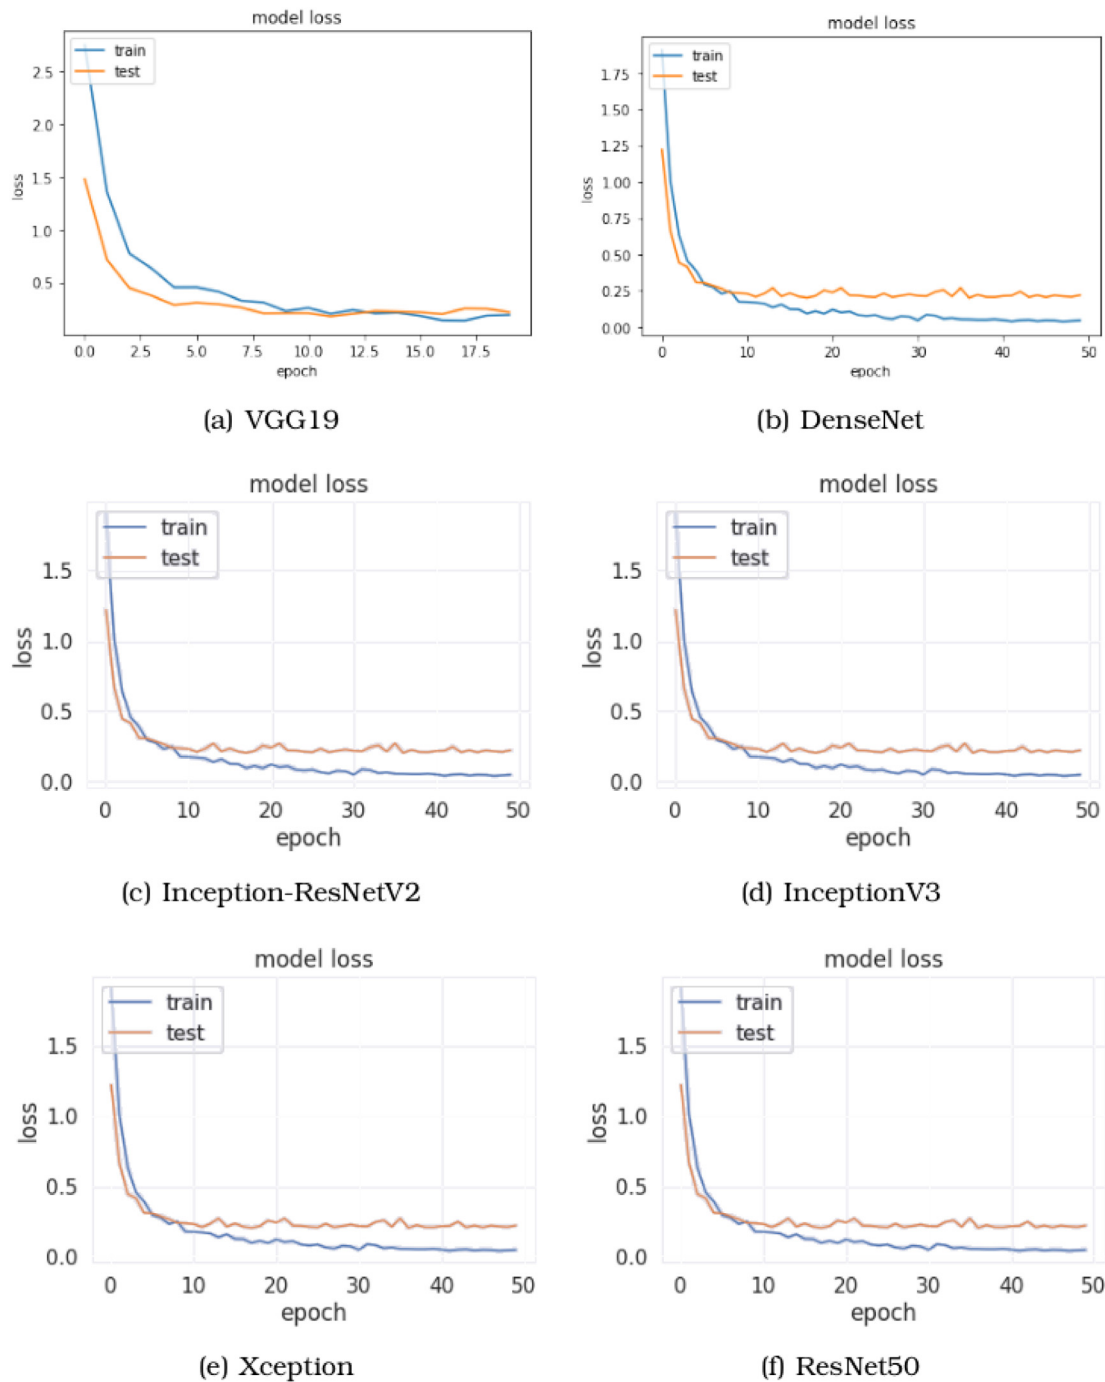 model loss
train
test
2.5
2.0
1.5
1.0
0.5
loss
0.0 2.5 5.0 7.5 10.0 12.5 15.0 17.5
epoch
(a) VGG19
model loss
train
test
1.75
1.50
1.25
1.00
0.75
0.50
0.25
0.00
loss
0 10 20 30 40 50
epoch
(b) DenseNet
model loss
train
test
1.5
1.0
0.5
0.0
loss
0 10 20 30 40 50
epoch
(c) Inception-ResNetV2
model loss
train
test
1.5
1.0
0.5
0.0
loss
0 10 20 30 40 50
epoch
(d) InceptionV3
model loss
train
test
1.5
1.0
0.5
0.0
loss
0 10 20 30 40 50
epoch
(e) Xception
model loss
train
test
1.5
1.0
0.5
0.0
loss
0 10 20 30 40 50
epoch
(f) ResNet50